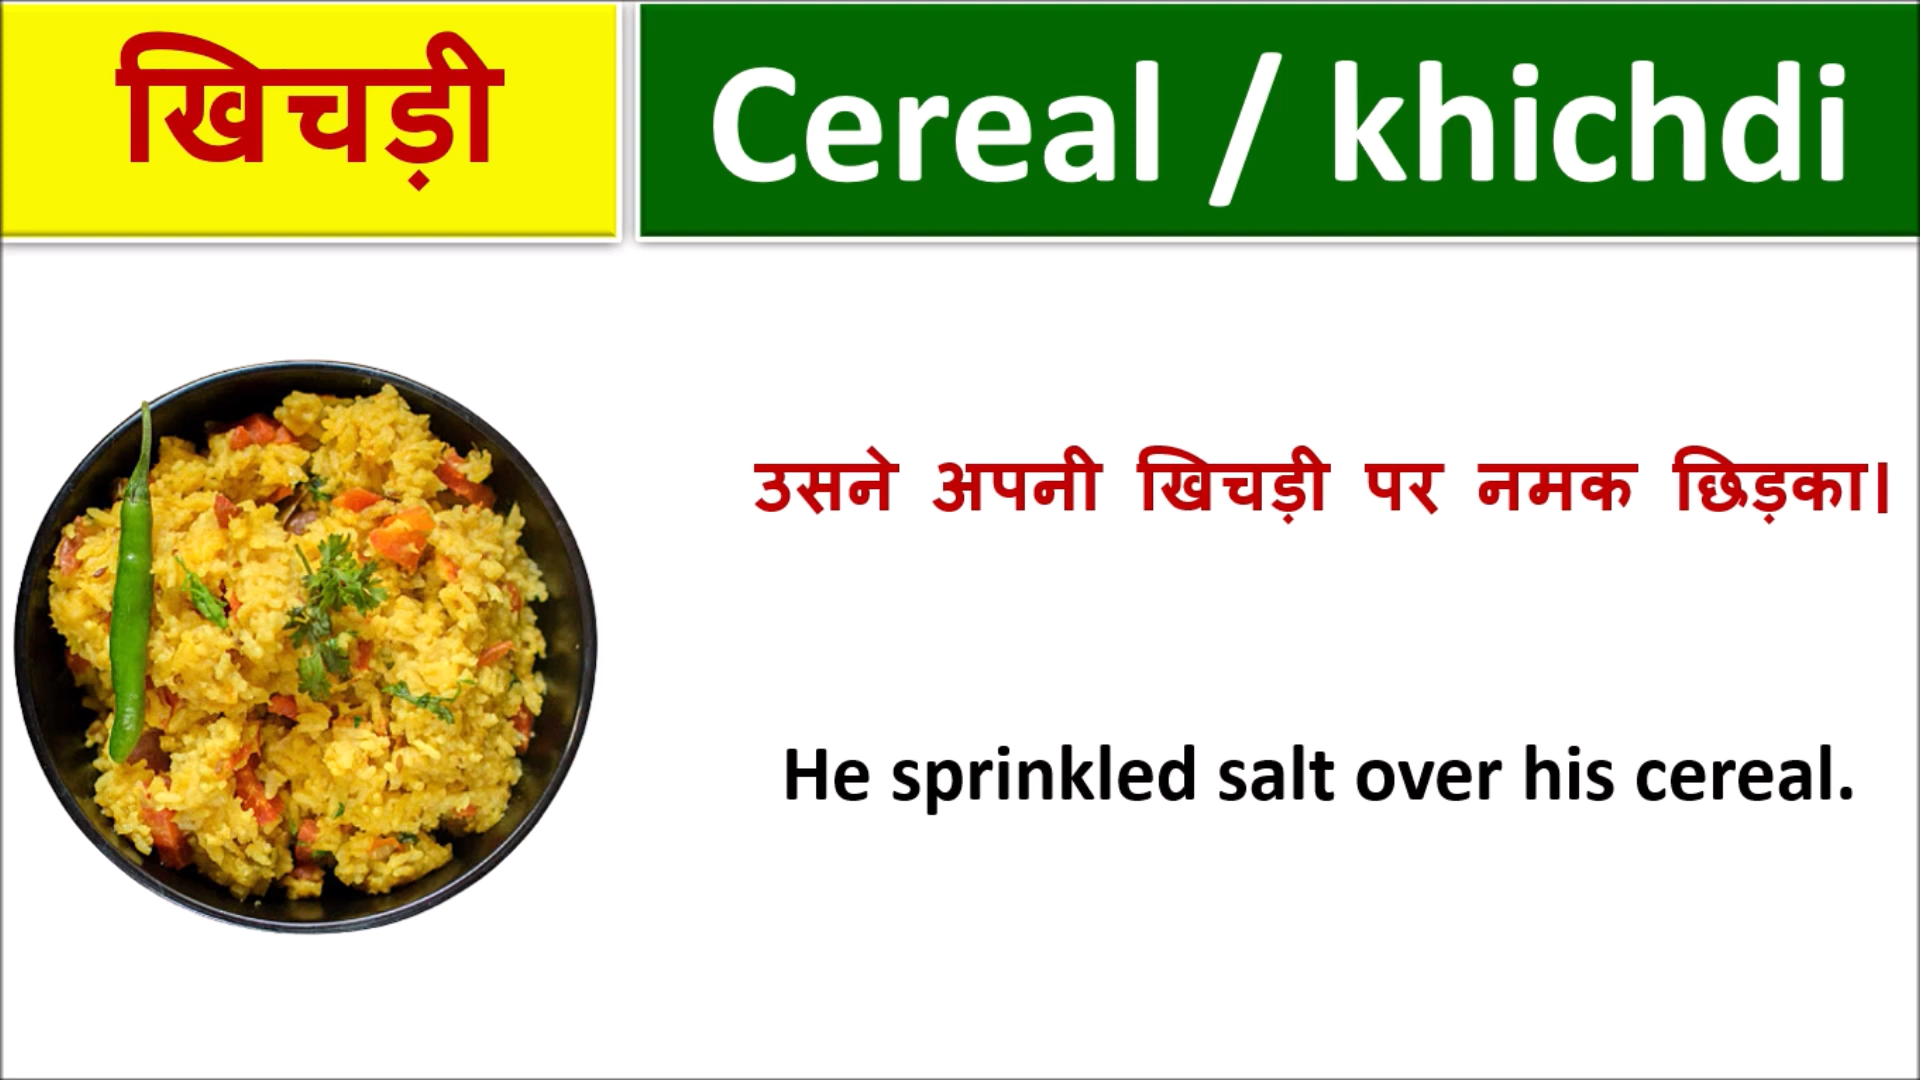 खिचड़ी
Cereal / khichdi
उसने अपनी खिचड़ी पर नमक छिड़का।
He sprinkled salt over his cereal.